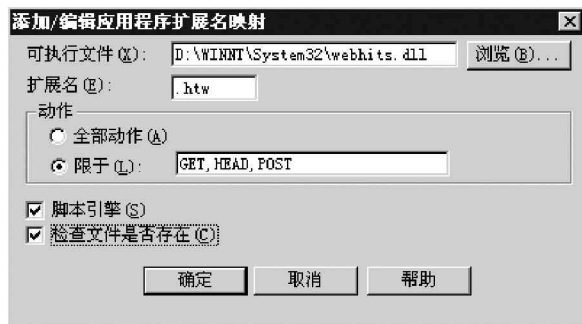 添加/编辑应用程序扩展名映射
可执行文件(X): D:\WINNT\System32\webhits.dll 浏览(B)...
扩展名(E): .htw
动作
全部动作(A)
限于(L): GET,HEAD,POST
脚本引擎(S)
检查文件是否存在(C)
确定 取消 帮助